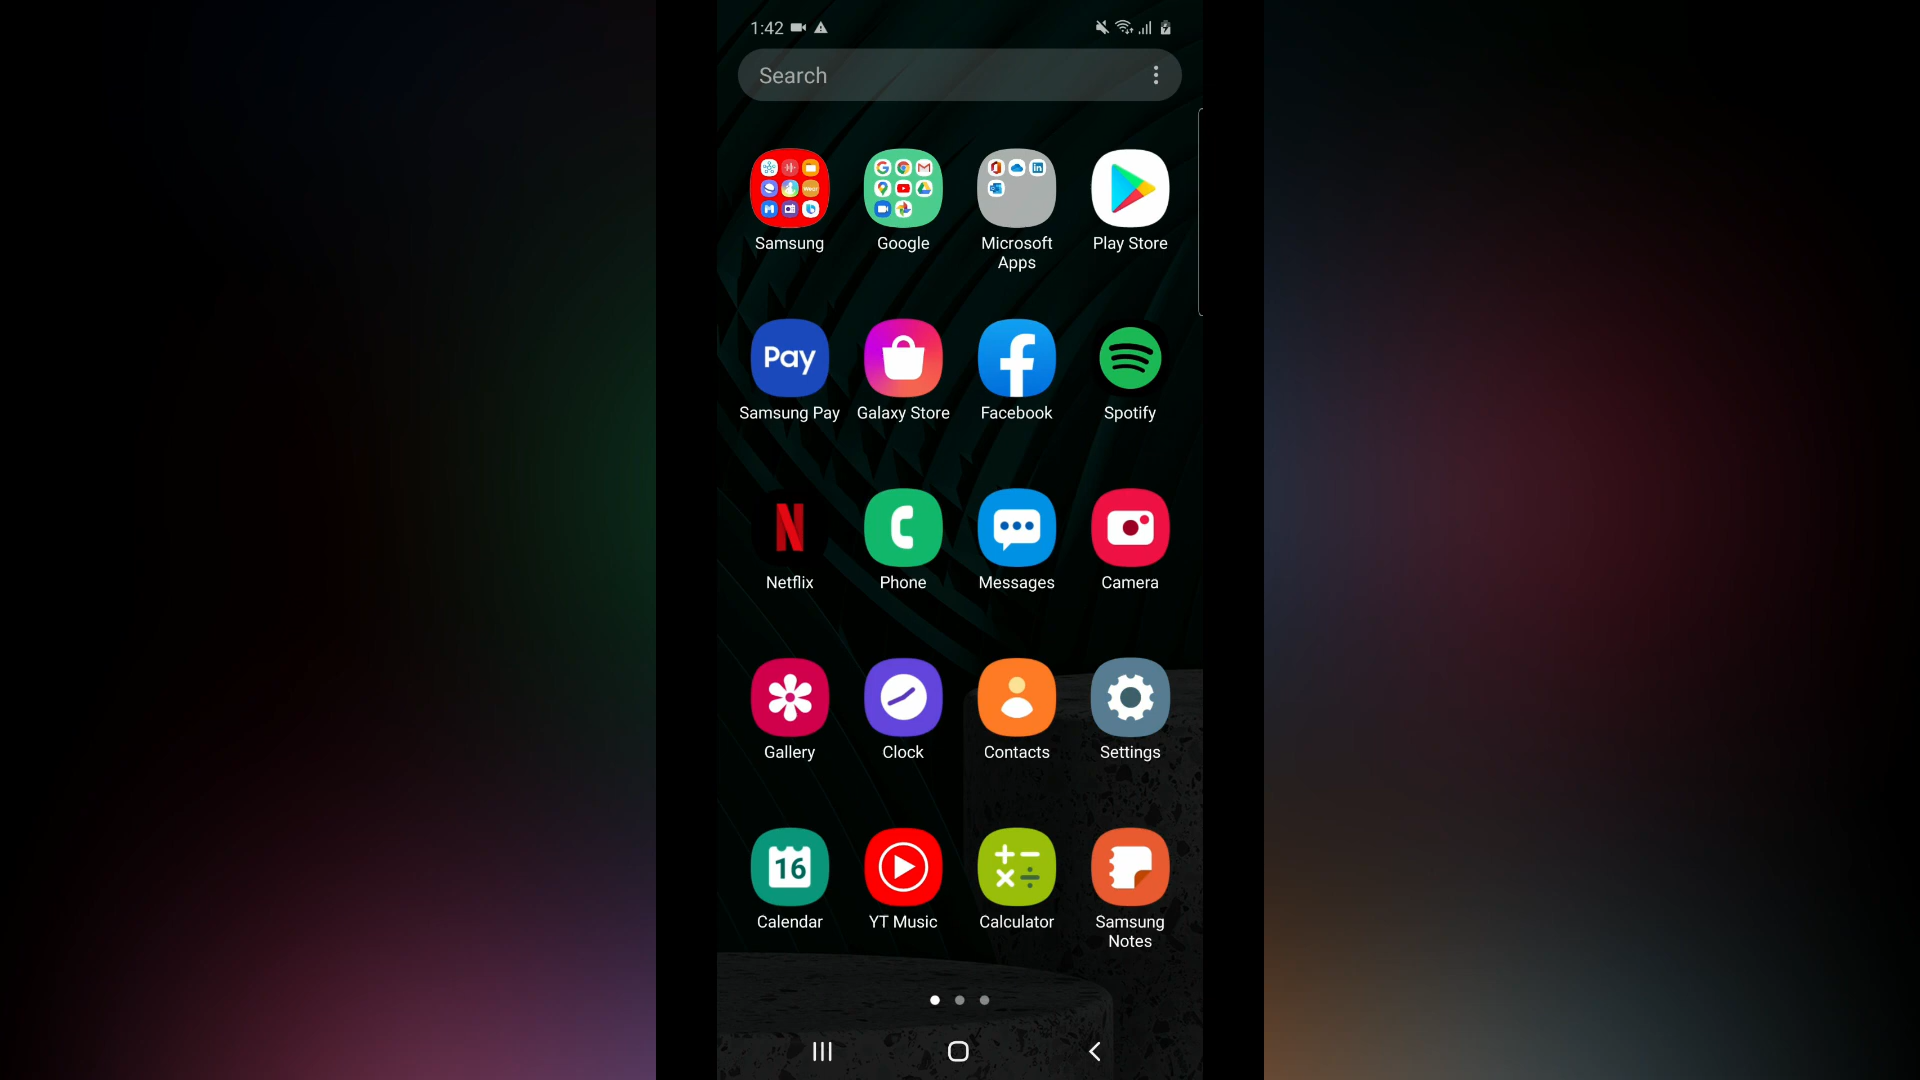 1:42
Search
Samsung
Google
Microsoft
Apps
Play Store
Pay
Samsung Pay
Galaxy Store
Facebook
Spotify
N
Netflix
Phone
Messages
Camera
Gallery
Clock
Contacts
Settings
16
Calendar
YT Music
Calculator
Samsung
Notes